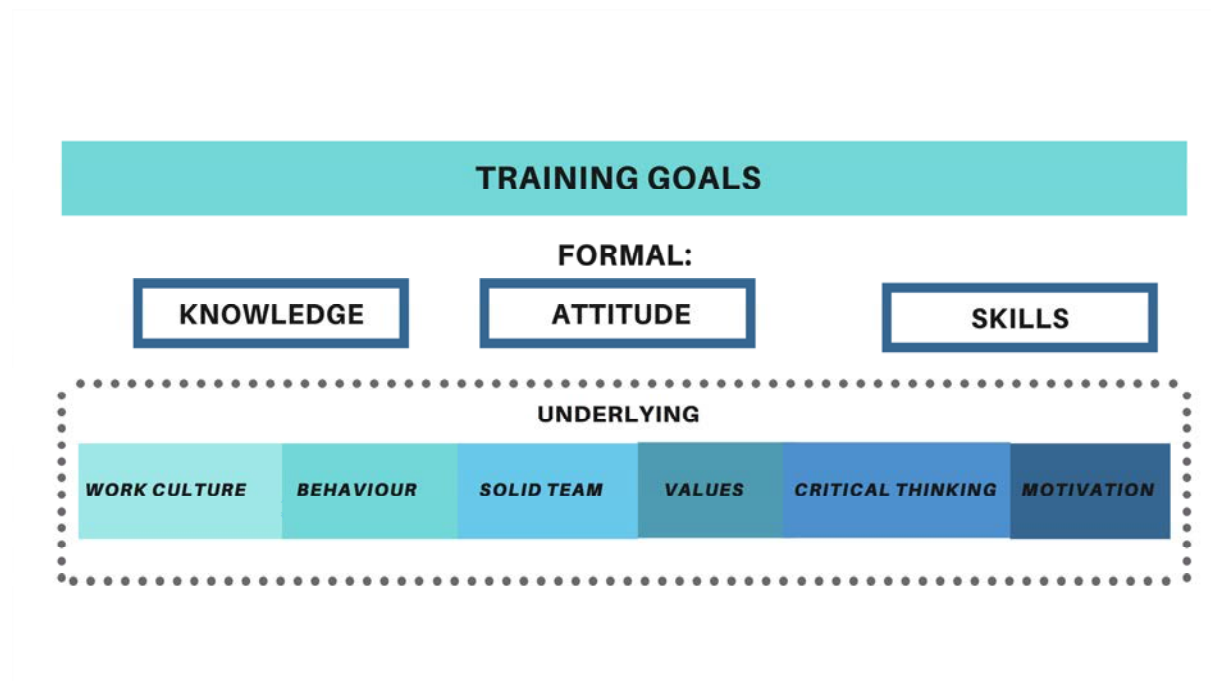 TRAINING GOALS
FORMAL:
KNOWLEDGE ATTITUDE SKILLS
UNDERLYING
WORK CULTURE BEHAVIOUR SOLID TEAM VALUES CRITICAL THINKING MOTIVATION